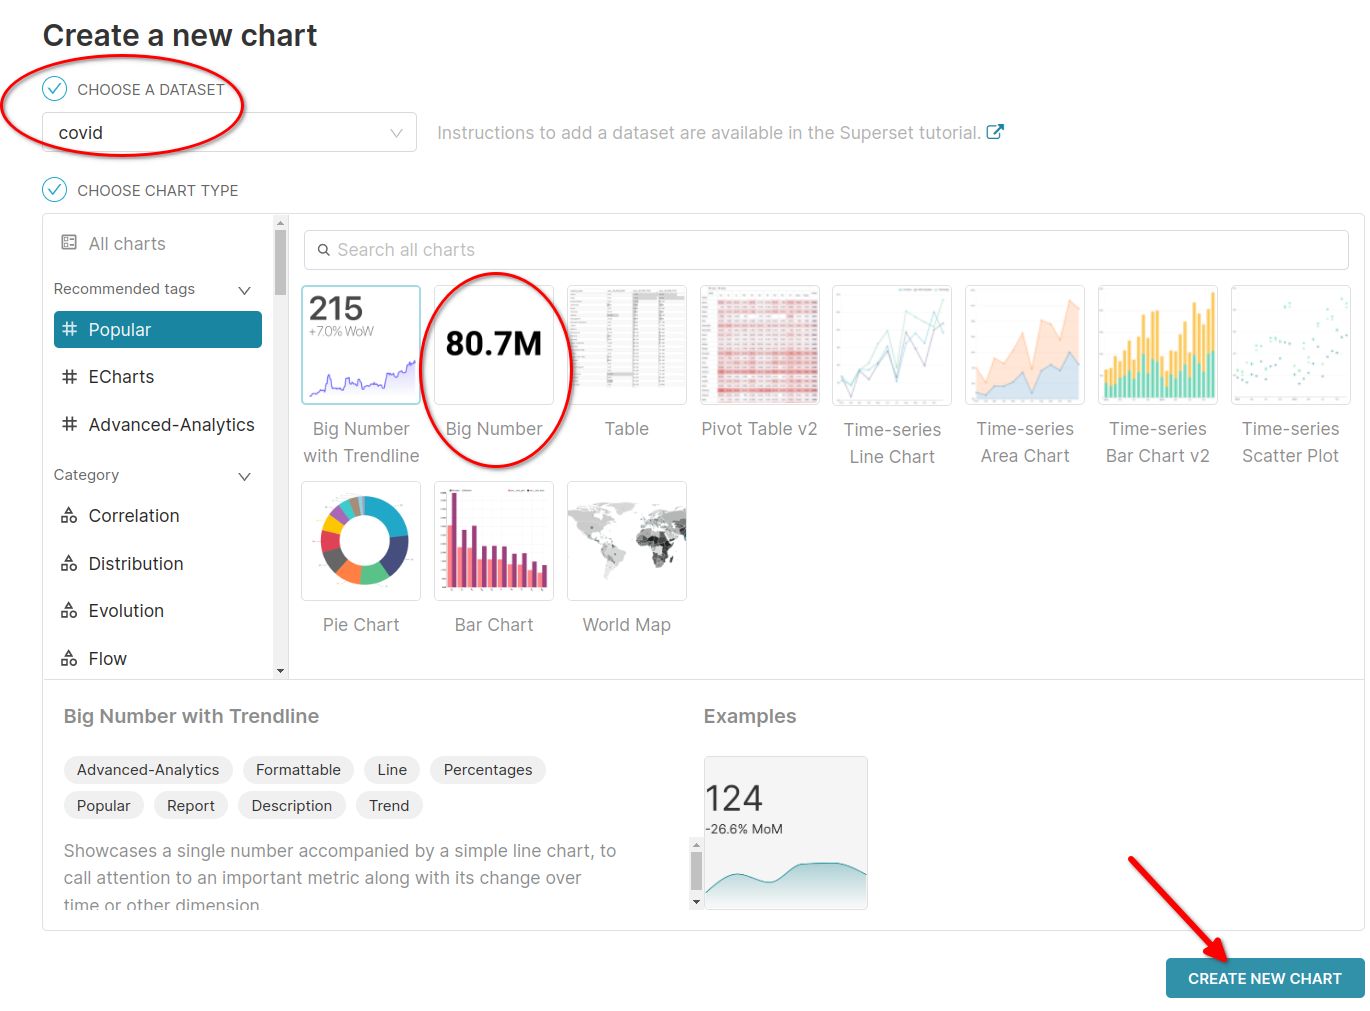 Create a new chart
CHOOSE A DATASET
covid
Instructions to add a dataset are available in the Superset tutorial.
CHOOSE CHART TYPE
All charts
Recommended tags
# Popular
# ECharts
# Advanced-Analytics
Category
Correlation
Distribution
Evolution
Flow
Search all charts
215
+7.0% WoW
80.7M
Big Number
with Trendline
Big Number
Table
Pivot Table v2
Time-series
Line Chart
Time-series
Area Chart
Time-series
Bar Chart v2
Time-series
Scatter Plot
Pie Chart
Bar Chart
World Map
Big Number with Trendline
Advanced-Analytics Formattable Line Percentages
Popular Report Description Trend
Showcases a single number accompanied by a simple line chart, to
call attention to an important metric along with its change over
time or other dimension.
Examples
124
-26.6% MoM
CREATE NEW CHART